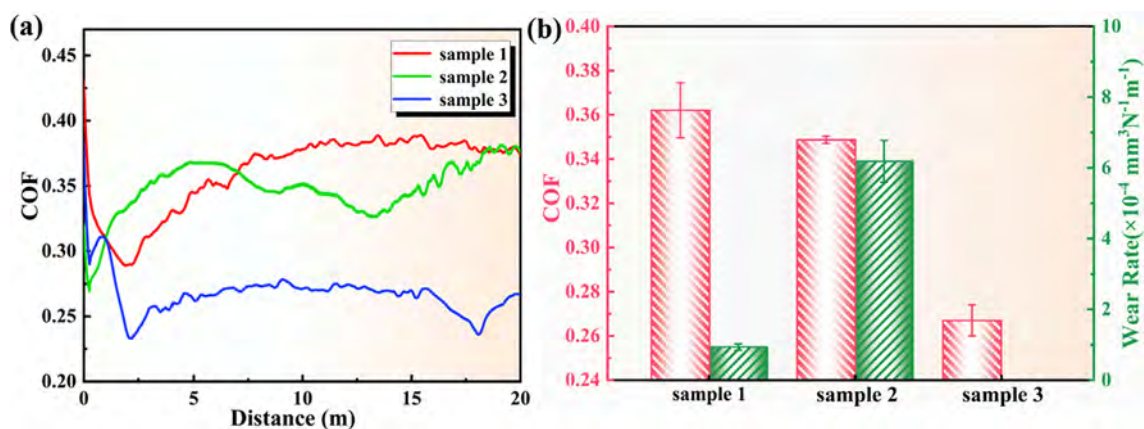 (a)
0.45
0.40
0.35
0.30
0.25
0.20
COF
sample 1
sample 2
sample 3
0 5 10 15 20
Distance (m)
(b)
0.40
0.38
0.36
0.34
0.32
0.30
0.28
0.26
0.24
COF
sample 1 sample 2 sample 3
10
8
6
4
2
0
Wear Rate(×10⁻⁴ mm³N⁻¹m⁻¹)